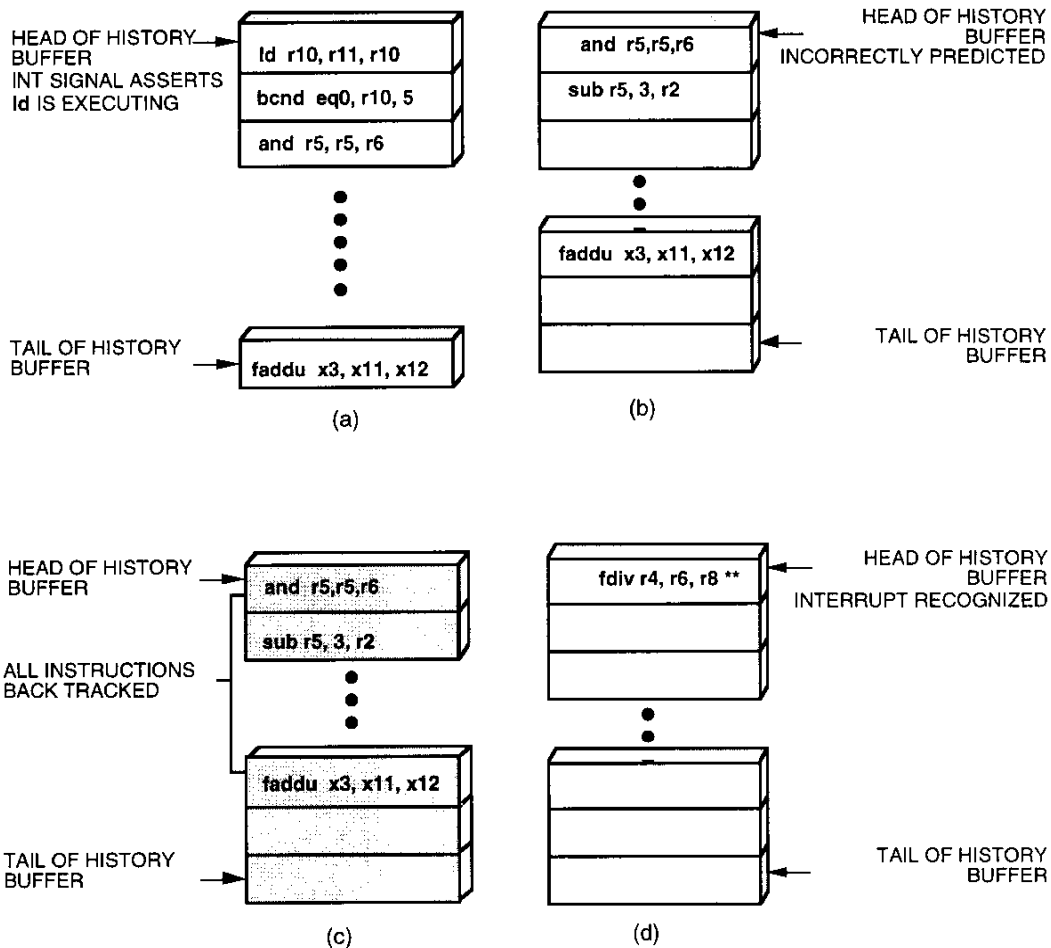 HEAD OF HISTORY
BUFFER
INT SIGNAL ASSERTS
ld IS EXECUTING
ld r10, r11, r10
bcnd eq0, r10, 5
and r5, r5, r6
TAIL OF HISTORY
BUFFER
faddu x3, x11, x12
(a)
and r5,r5,r6
sub r5, 3, r2
faddu x3, x11, x12
HEAD OF HISTORY
BUFFER
INCORRECTLY PREDICTED
TAIL OF HISTORY
BUFFER
(b)
HEAD OF HISTORY
BUFFER
and r5,r5,r6
sub r5, 3, r2
ALL INSTRUCTIONS
BACK TRACKED
faddu x3, x11, x12
TAIL OF HISTORY
BUFFER
(c)
fdiv r4, r6, r8 **
HEAD OF HISTORY
BUFFER
INTERRUPT RECOGNIZED
TAIL OF HISTORY
BUFFER
(d)